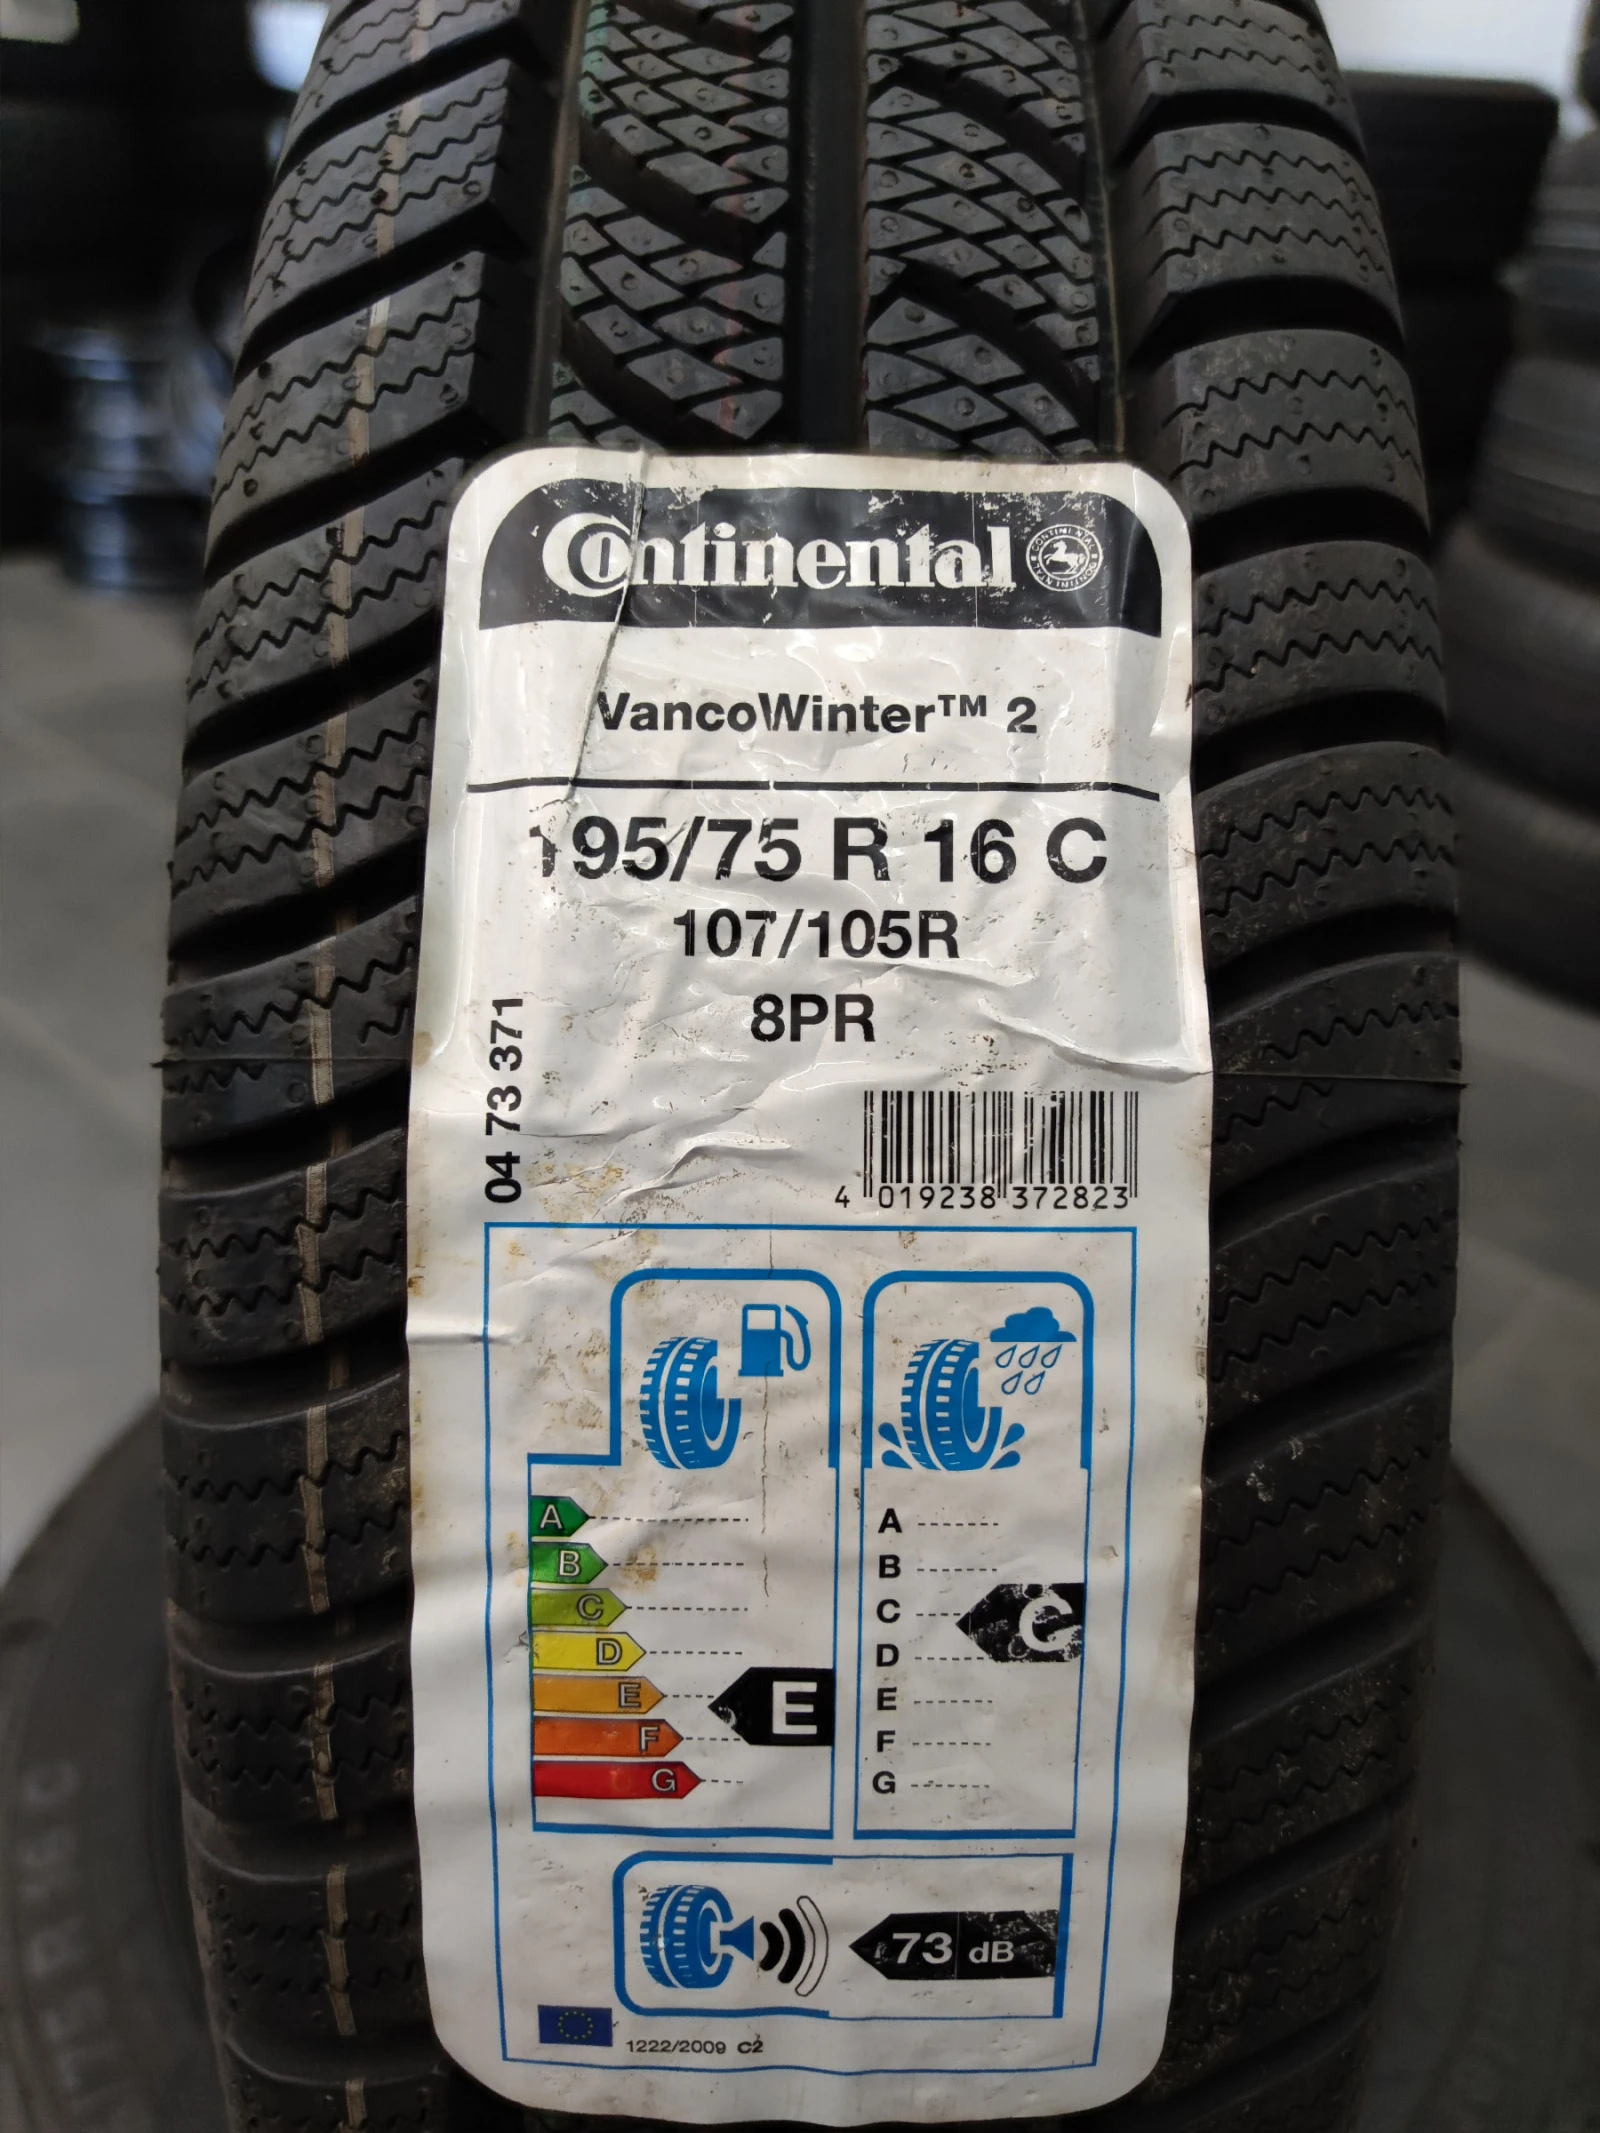 Continental
VancoWinter™ 2
195/75 R 16 C
107/105R
8PR
04 73 371
4 019238 372823
A
B
C
D
E
F
G
E
A
B
C
D
E
F
G
C
73 dB
1222/2009 C2